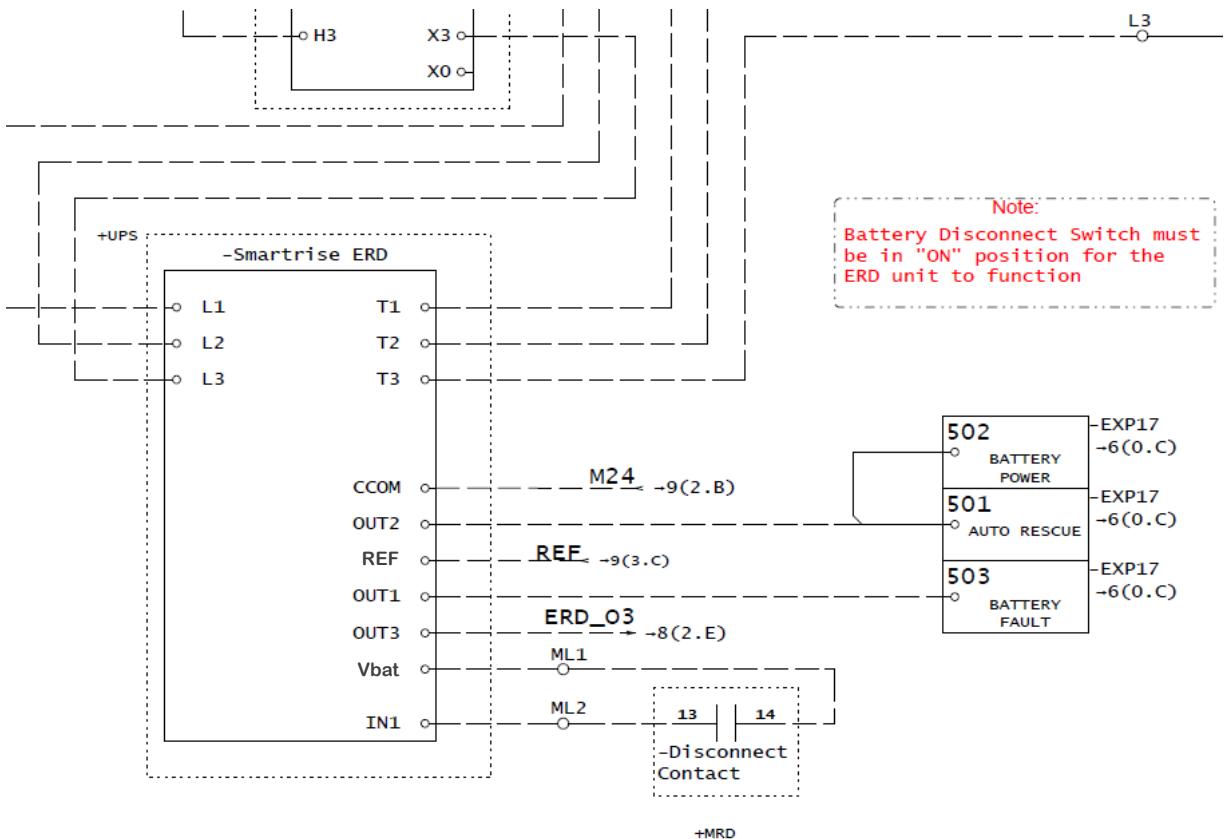 L3
H3 X3
X0
Note:
Battery Disconnect Switch must
be in "ON" position for the
ERD unit to function
+UPS
-Smartrise ERD
L1 T1
L2 T2
L3 T3
502 -EXP17
→6(0.C)
BATTERY
POWER
CCOM M24 →9(2.B)
501 -EXP17
→6(0.C)
OUT2 AUTO RESCUE
REF REF →9(3.C)
503 -EXP17
→6(0.C)
OUT1 BATTERY
FAULT
OUT3 ERD_O3 →8(2.E)
Vbat ML1
IN1 ML2 13 14
-Disconnect
Contact
+MRD